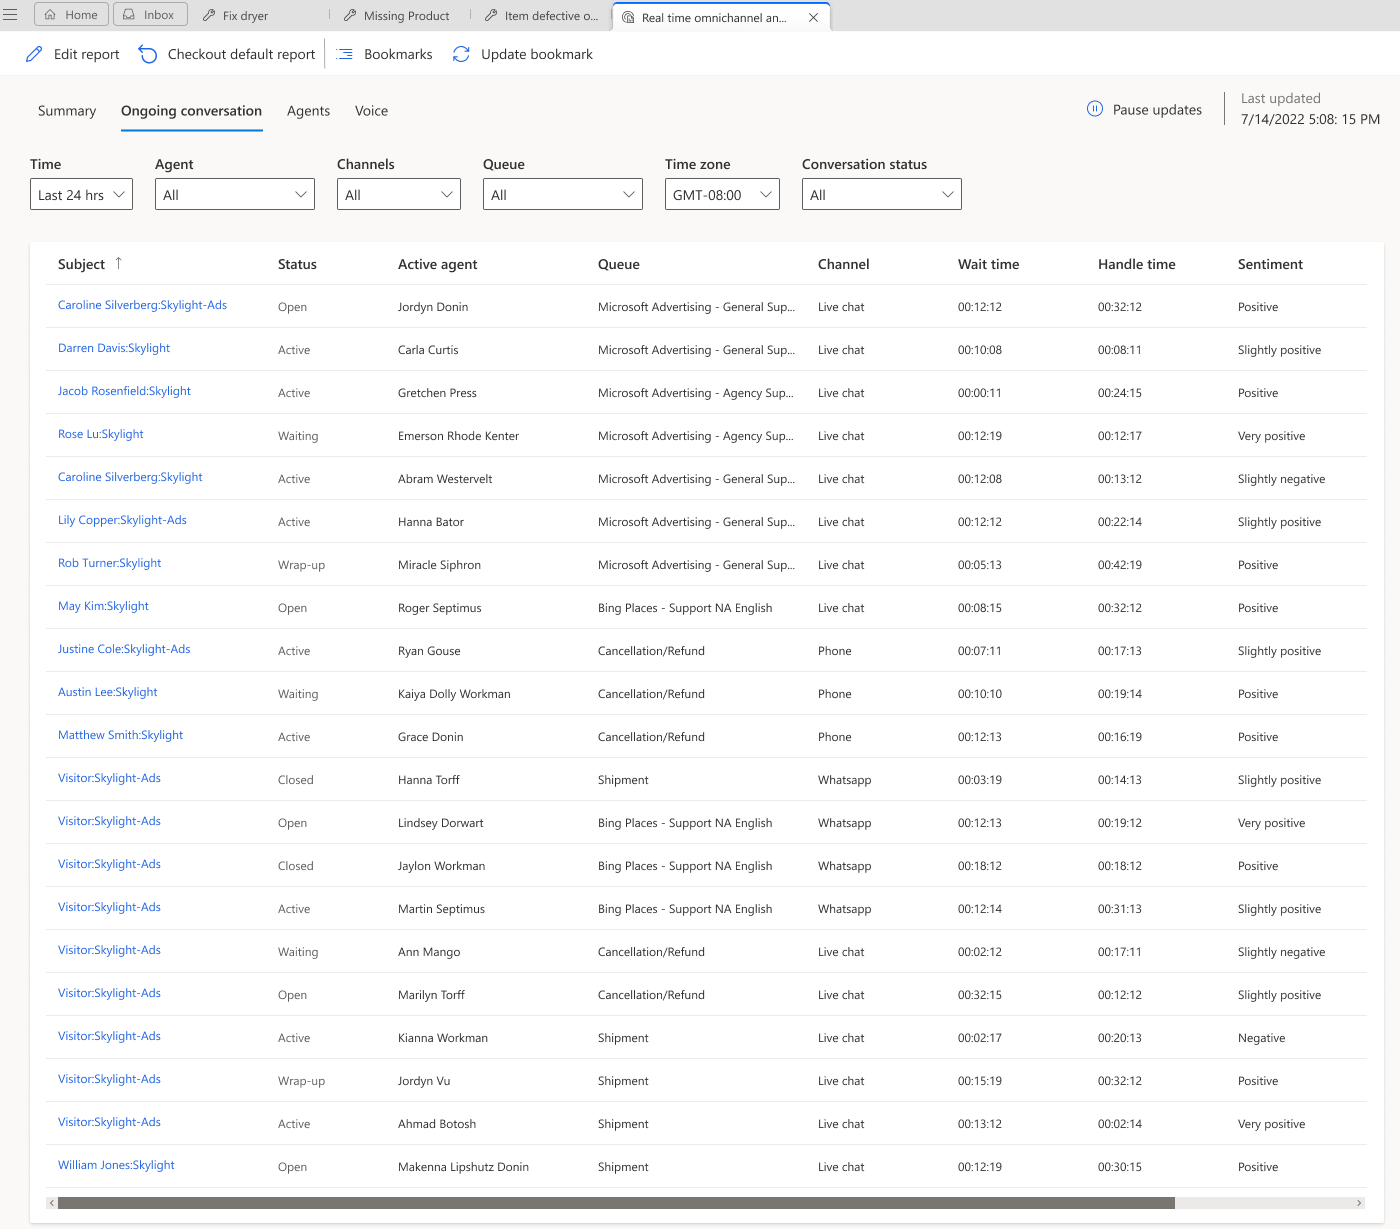 Home Inbox Fix dryer Missing Product Item defective o... Real time omnichannel an...
Edit report Checkout default report Bookmarks Update bookmark
Summary Ongoing conversation Agents Voice Pause updates Last updated
7/14/2022 5:08: 15 PM
Time Agent Channels Queue Time zone Conversation status
Last 24 hrs All All All GMT-08:00 All
Subject Status Active agent Queue Channel Wait time Handle time Sentiment
Caroline Silverberg:Skylight-Ads Open Jordyn Donin Microsoft Advertising - General Sup... Live chat 00:12:12 00:32:12 Positive
Darren Davis:Skylight Active Carla Curtis Microsoft Advertising - General Sup... Live chat 00:10:08 00:08:11 Slightly positive
Jacob Rosenfield:Skylight Active Gretchen Press Microsoft Advertising - Agency Sup... Live chat 00:00:11 00:24:15 Positive
Rose Lu:Skylight Waiting Emerson Rhode Kenter Microsoft Advertising - Agency Sup... Live chat 00:12:19 00:12:17 Very positive
Caroline Silverberg:Skylight Active Abram Westervelt Microsoft Advertising - General Sup... Live chat 00:12:08 00:13:12 Slightly negative
Lily Copper:Skylight-Ads Active Hanna Bator Microsoft Advertising - General Sup... Live chat 00:12:12 00:22:14 Slightly positive
Rob Turner:Skylight Wrap-up Miracle Siphron Microsoft Advertising - General Sup... Live chat 00:05:13 00:42:19 Positive
May Kim:Skylight Open Roger Septimus Bing Places - Support NA English Live chat 00:08:15 00:32:12 Positive
Justine Cole:Skylight-Ads Active Ryan Gouse Cancellation/Refund Phone 00:07:11 00:17:13 Slightly positive
Austin Lee:Skylight Waiting Kaiya Dolly Workman Cancellation/Refund Phone 00:10:10 00:19:14 Positive
Matthew Smith:Skylight Active Grace Donin Cancellation/Refund Phone 00:12:13 00:16:19 Positive
Visitor:Skylight-Ads Closed Hanna Torff Shipment Whatsapp 00:03:19 00:14:13 Slightly positive
Visitor:Skylight-Ads Open Lindsey Dorwart Bing Places - Support NA English Whatsapp 00:12:13 00:19:12 Very positive
Visitor:Skylight-Ads Closed Jaylon Workman Bing Places - Support NA English Whatsapp 00:18:12 00:18:12 Positive
Visitor:Skylight-Ads Active Martin Septimus Bing Places - Support NA English Whatsapp 00:12:14 00:31:13 Slightly positive
Visitor:Skylight-Ads Waiting Ann Mango Cancellation/Refund Live chat 00:02:12 00:17:11 Slightly negative
Visitor:Skylight-Ads Open Marilyn Torff Cancellation/Refund Live chat 00:32:15 00:12:12 Slightly positive
Visitor:Skylight-Ads Active Kianna Workman Shipment Live chat 00:02:17 00:20:13 Negative
Visitor:Skylight-Ads Wrap-up Jordyn Vu Shipment Live chat 00:15:19 00:32:12 Positive
Visitor:Skylight-Ads Active Ahmad Botosh Shipment Live chat 00:13:12 00:02:14 Very positive
William Jones:Skylight Open Makenna Lipshutz Donin Shipment Live chat 00:12:19 00:30:15 Positive